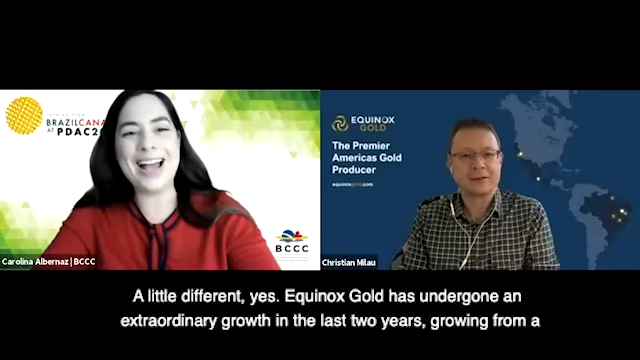 BRAZILCANA
AT PDAC20
BCCC
Carolina Albernaz | BCCC
EQUINOX
GOLD
The Premier
Americas Gold
Producer
equinoxgold.com
Christian Milau
A little different, yes. Equinox Gold has undergone an
extraordinary growth in the last two years, growing from a